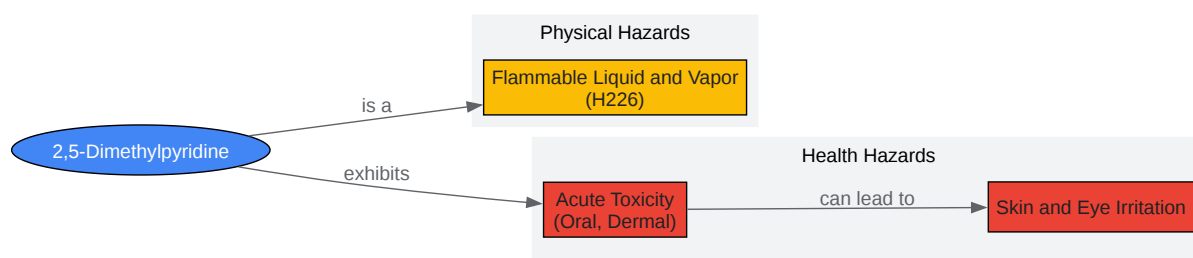 Physical Hazards
Flammable Liquid and Vapor
(H226)
is a
2,5-Dimethylpyridine
exhibits
Health Hazards
Acute Toxicity
(Oral, Dermal)
can lead to
Skin and Eye Irritation